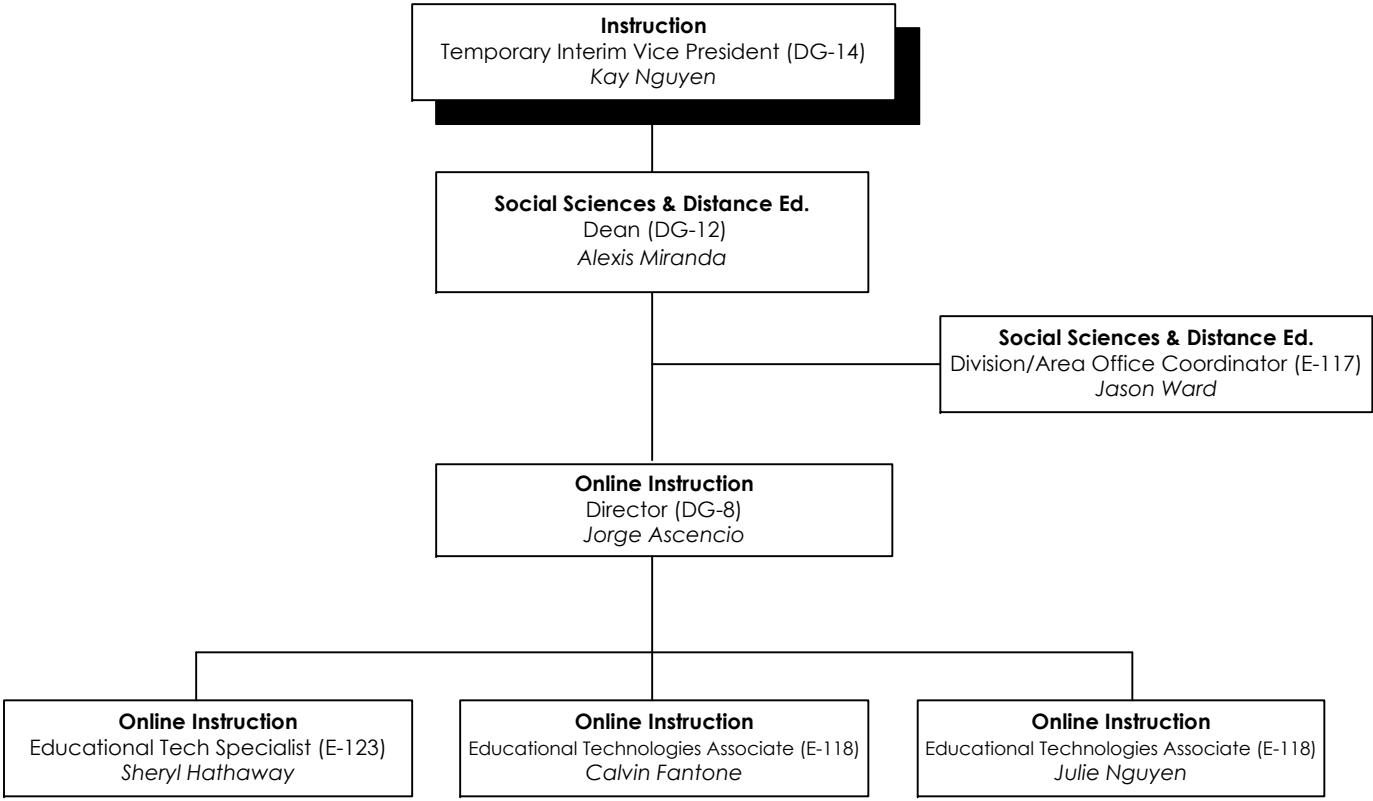 Instruction
Temporary Interim Vice President (DG-14)
Kay Nguyen
Social Sciences & Distance Ed.
Dean (DG-12)
Alexis Miranda
Social Sciences & Distance Ed.
Division/Area Office Coordinator (E-117)
Jason Ward
Online Instruction
Director (DG-8)
Jorge Ascencio
Online Instruction
Educational Tech Specialist (E-123)
Sheryl Hathaway
Online Instruction
Educational Technologies Associate (E-118)
Calvin Fantone
Online Instruction
Educational Technologies Associate (E-118)
Julie Nguyen